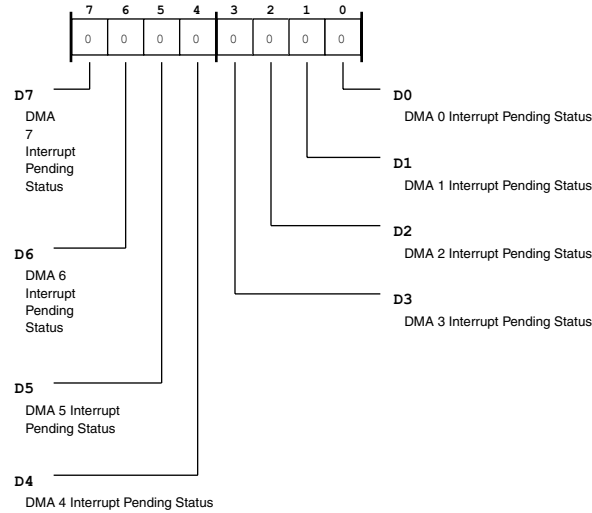 7 6 5 4 3 2 1 0
0 0 0 0 0 0 0 0
D7
DMA
7
Interrupt
Pending
Status
D6
DMA 6
Interrupt
Pending
Status
D5
DMA 5 Interrupt
Pending Status
D4
DMA 4 Interrupt Pending Status
D0
DMA 0 Interrupt Pending Status
D1
DMA 1 Interrupt Pending Status
D2
DMA 2 Interrupt Pending Status
D3
DMA 3 Interrupt Pending Status